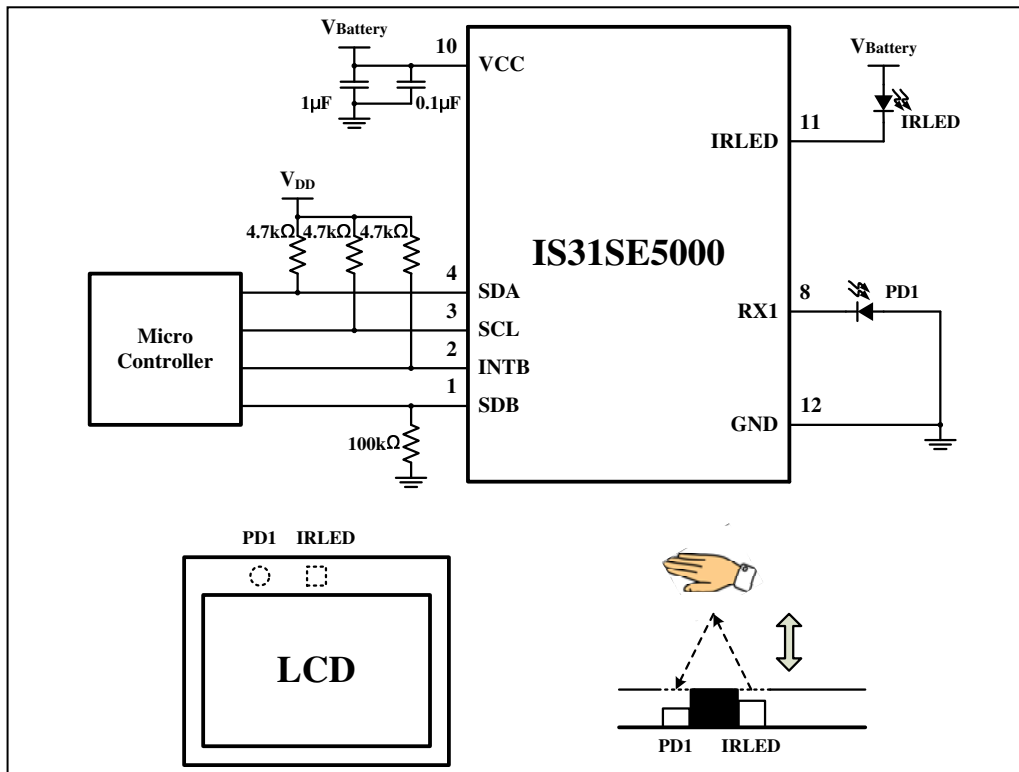 VBattery
10
VCC
1μF
0.1μF
VBattery
IRLED
11
IRLED
VDD
4.7kΩ 4.7kΩ 4.7kΩ
IS31SE5000
4
SDA
3
SCL
2
INTB
1
SDB
Micro
Controller
100kΩ
8
RX1
PD1
12
GND
PD1 IRLED
LCD
PD1 IRLED